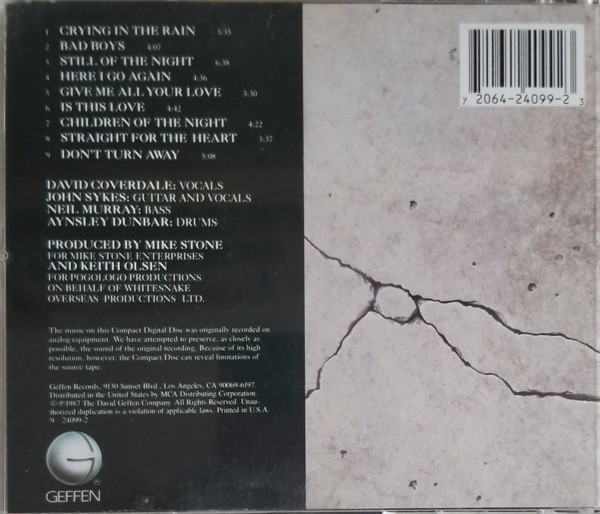 1 CRYING IN THE RAIN 5:35
2 BAD BOYS 4:07
3 STILL OF THE NIGHT 6:38
4 HERE I GO AGAIN 4:36
5 GIVE ME ALL YOUR LOVE 3:30
6 IS THIS LOVE 4:42
7 CHILDREN OF THE NIGHT 4:22
8 STRAIGHT FOR THE HEART 3:37
9 DON'T TURN AWAY 5:08
DAVID COVERDALE: VOCALS
JOHN SYKES: GUITAR AND VOCALS
NEIL MURRAY: BASS
AYNSLEY DUNBAR: DRUMS
PRODUCED BY MIKE STONE
FOR MIKE STONE ENTERPRISES
AND KEITH OLSEN
FOR POGOLOGO PRODUCTIONS
ON BEHALF OF WHITESNAKE
OVERSEAS PRODUCTIONS LTD.
The music on this Compact Digital Disc was originally recorded on
analog equipment. We have attempted to preserve, as closely as
possible, the sound of the original recording. Because of its high
resolution, however, the Compact Disc can reveal limitations of
the source tape.
Geffen Records, 9130 Sunset Blvd., Los Angeles, CA 90069-6197.
Distributed in the United States by MCA Distributing Corporation.
©℗1987 The David Geffen Company. All Rights Reserved. Unau-
thorized duplication is a violation of applicable laws. Printed in U.S.A.
9 24099-2
G
®
GEFFEN
7 2064-24099-2 3